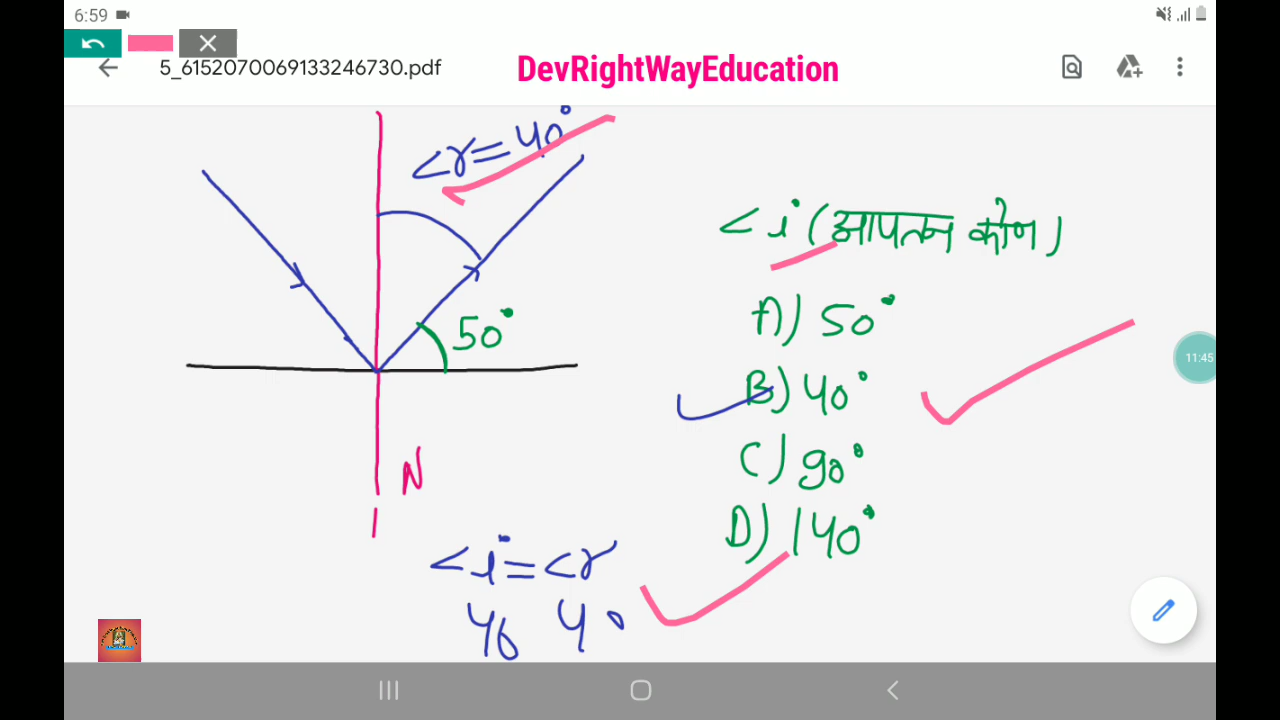 6:59
5_6152070069133246730.pdf
DevRightWayEducation
<r=40°
<i (आपतन कोण)
50°
A) 50°
B) 40°
C) 90°
D) 140°
N
<i=<r
40 40
11:45